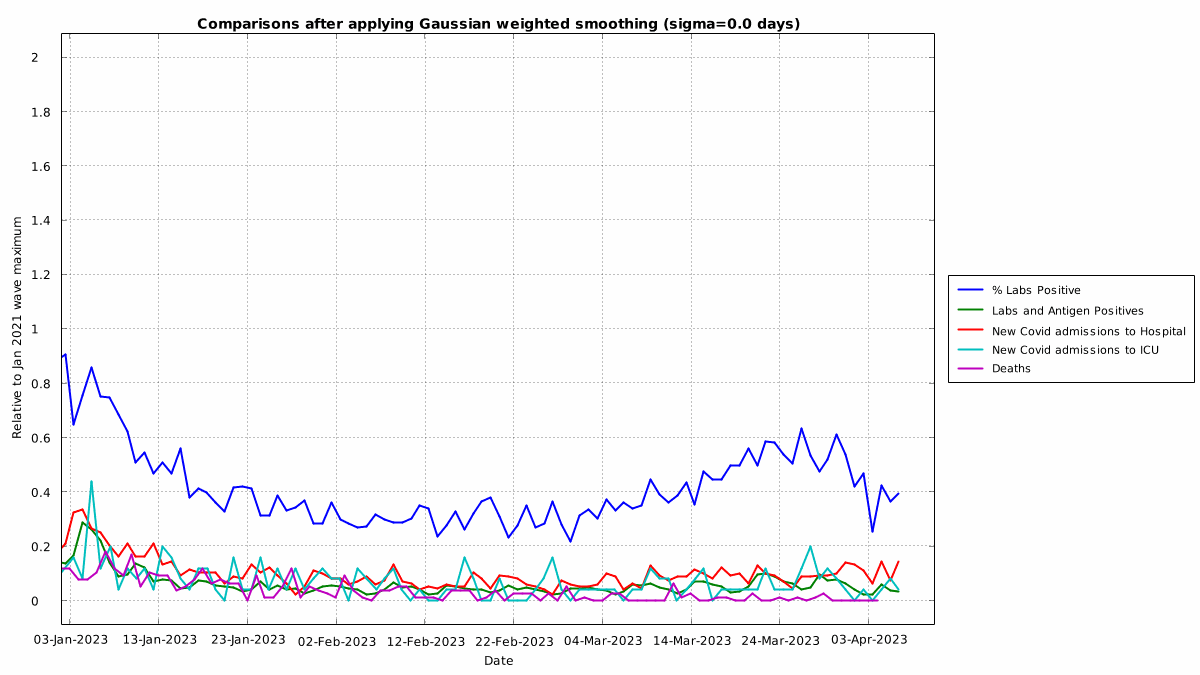 Comparisons after applying Gaussian weighted smoothing (sigma=0.0 days)
Relative to Jan 2021 wave maximum
2
1.8
1.6
1.4
1.2
1
0.8
0.6
0.4
0.2
0
03-Jan-2023 13-Jan-2023 23-Jan-2023 02-Feb-2023 12-Feb-2023 22-Feb-2023 04-Mar-2023 14-Mar-2023 24-Mar-2023 03-Apr-2023
Date
% Labs Positive
Labs and Antigen Positives
New Covid admissions to Hospital
New Covid admissions to ICU
Deaths